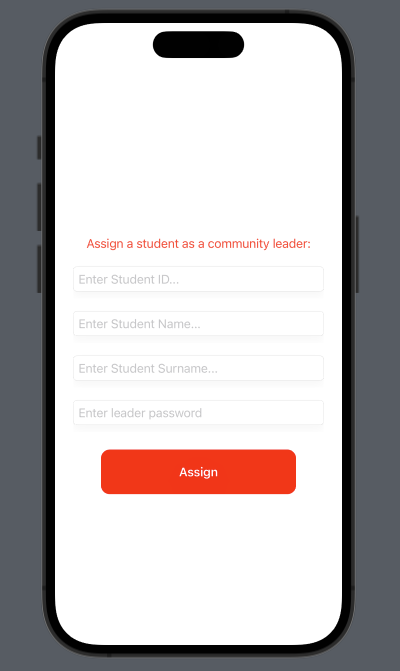 Assign a student as a community leader:
Enter Student ID...
Enter Student Name...
Enter Student Surname...
Enter leader password
Assign